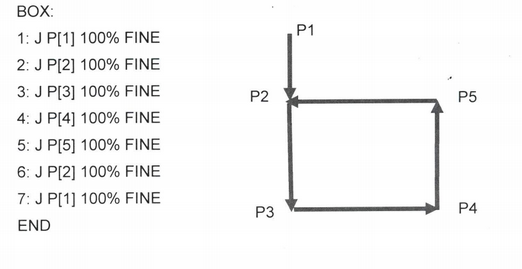 BOX:
1: J P[1] 100% FINE
2: J P[2] 100% FINE
3: J P[3] 100% FINE
4: J P[4] 100% FINE
5: J P[5] 100% FINE
6: J P[2] 100% FINE
7: J P[1] 100% FINE
END
P1
P2
P5
P3
P4